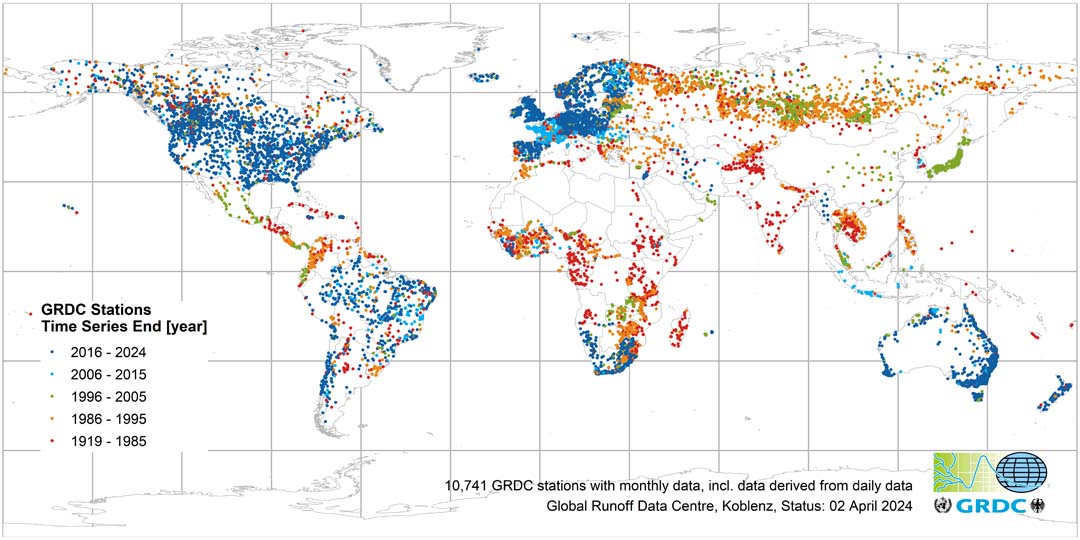 GRDC Stations
Time Series End [year]
2016 - 2024
2006 - 2015
1996 - 2005
1986 - 1995
1919 - 1985
10,741 GRDC stations with monthly data, incl. data derived from daily data
Global Runoff Data Centre, Koblenz, Status: 02 April 2024
GRDC